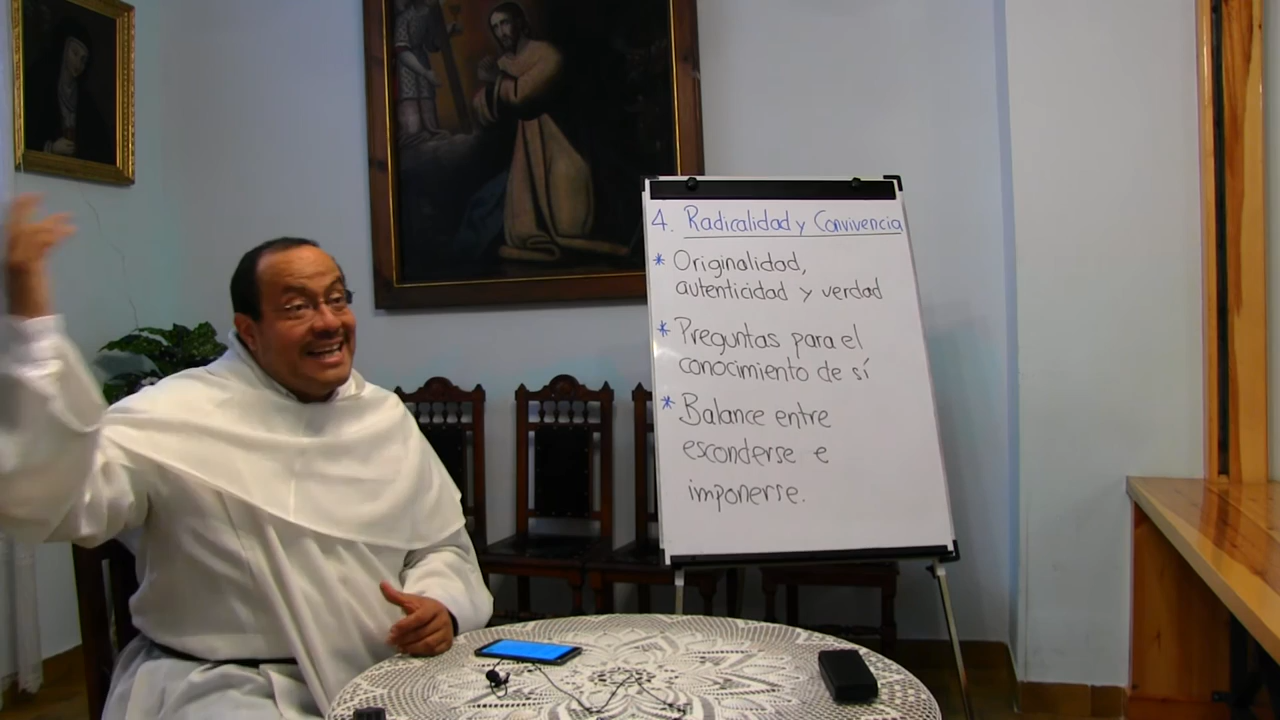 4. Radicalidad y Convivencia
* Originalidad,
autenticidad y verdad
* Preguntas para el
conocimiento de sí
* Balance entre
esconderse e
imponerse.